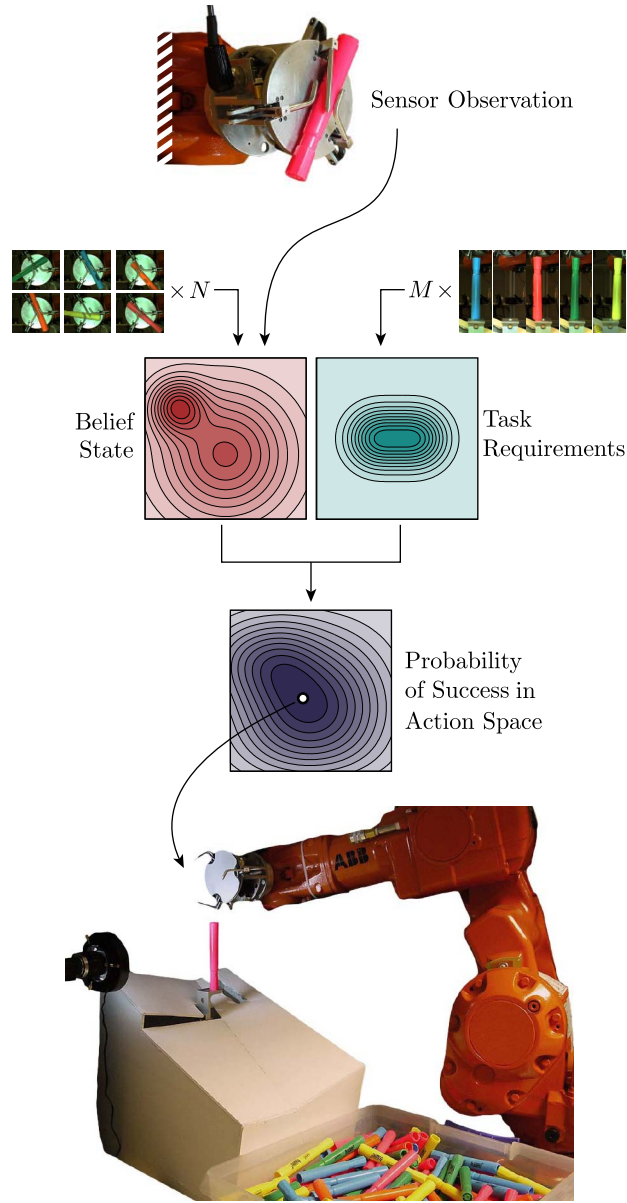 Sensor Observation
× N
M ×
Belief
State
Task
Requirements
Probability
of Success in
Action Space
ABB